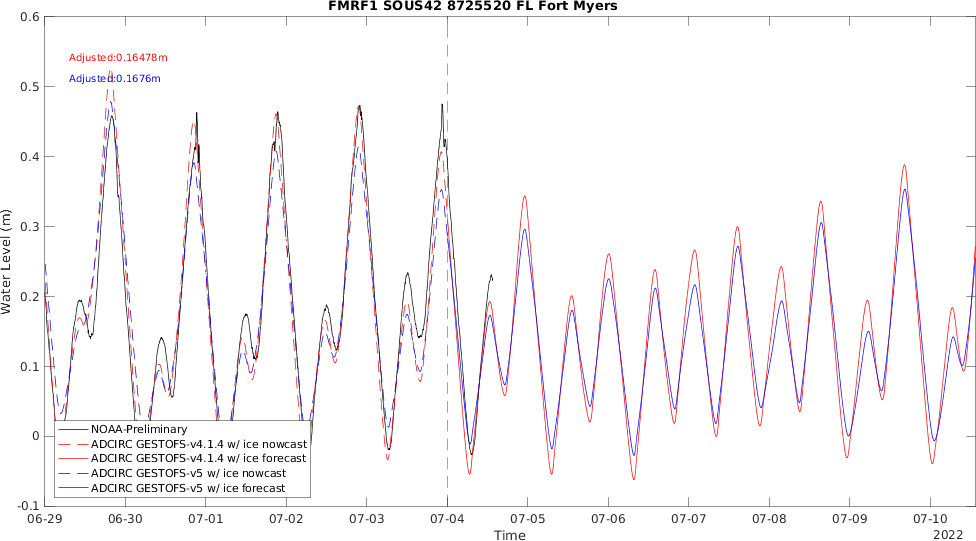 FMRF1 SOUS42 8725520 FL Fort Myers
0.6
0.5
0.4
0.3
0.2
0.1
0
-0.1
Water Level (m)
Adjusted:0.16478m
Adjusted:0.1676m
NOAA-Preliminary
ADCIRC GESTOFS-v4.1.4 w/ ice nowcast
ADCIRC GESTOFS-v4.1.4 w/ ice forecast
ADCIRC GESTOFS-v5 w/ ice nowcast
ADCIRC GESTOFS-v5 w/ ice forecast
06-29 06-30 07-01 07-02 07-03 07-04 07-05 07-06 07-07 07-08 07-09 07-10
Time
2022